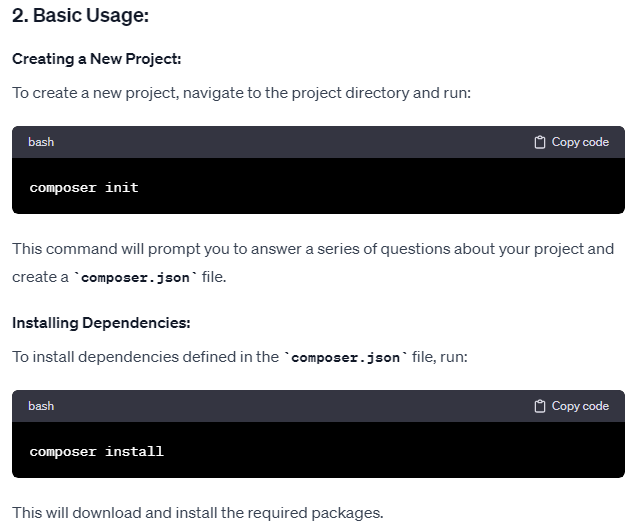 2. Basic Usage:
Creating a New Project:
To create a new project, navigate to the project directory and run:
bash Copy code
composer init
This command will prompt you to answer a series of questions about your project and
create a `composer.json` file.
Installing Dependencies:
To install dependencies defined in the `composer.json` file, run:
bash Copy code
composer install
This will download and install the required packages.